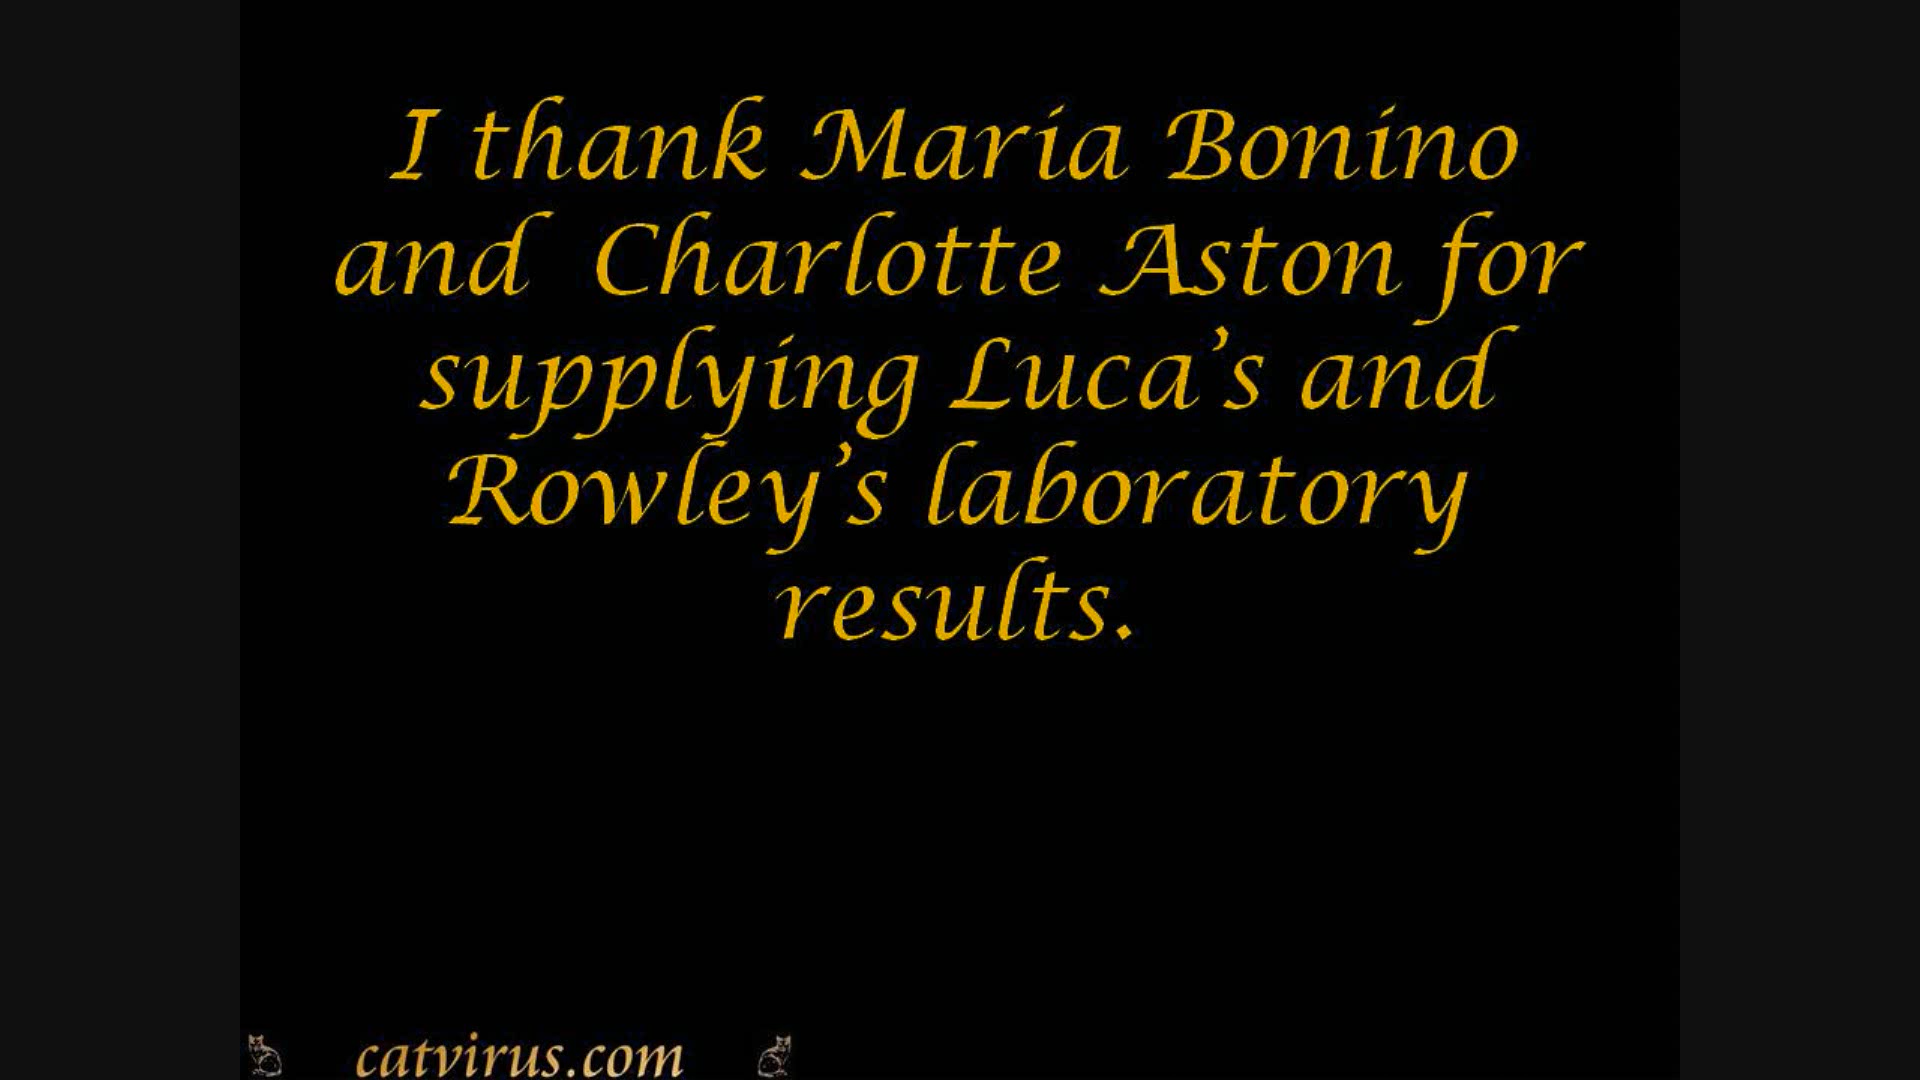 I thank Maria Bonino
and Charlotte Aston for
supplying Luca's and
Rowley's laboratory
results.
catvirus.com